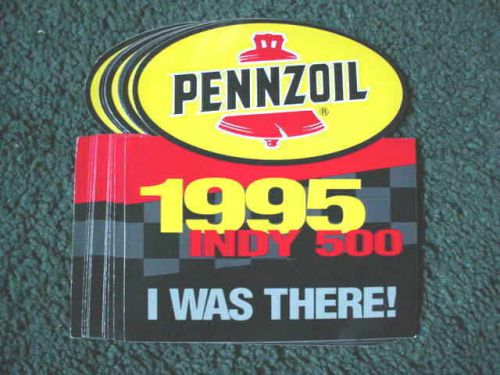 PENNZOIL
®
1995
INDY 500
I WAS THERE!